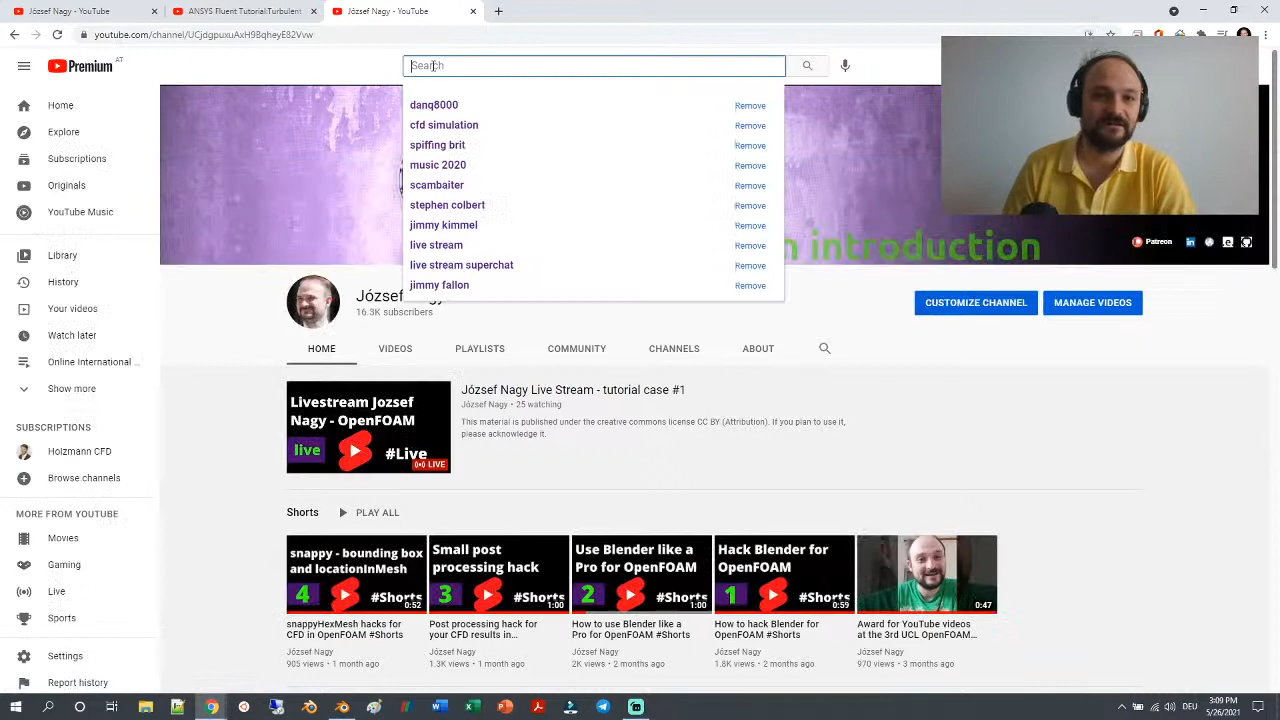 József Nagy - YouTube
ANSYS Fluent TutorialTurbulent
József Nagy - YouTube
youtube.com/channel/UCjdgpuxuAxH9BqheyE82Vvw
Premium AT
Search
danq8000 Remove
cfd simulation Remove
spiffing brit Remove
music 2020 Remove
scambaiter Remove
stephen colbert Remove
jimmy kimmel Remove
live stream Remove
live stream superchat Remove
jimmy fallon Remove
Home
Explore
Subscriptions
Originals
YouTube Music
Library
History
Your videos
Watch later
Online International ...
Show more
SUBSCRIPTIONS
Holzmann CFD
Browse channels
MORE FROM YOUTUBE
Movies
Gaming
Live
Sports
Settings
Report history
introduction
Patreon
József Nagy
16.3K subscribers
CUSTOMIZE CHANNEL
MANAGE VIDEOS
HOME VIDEOS PLAYLISTS COMMUNITY CHANNELS ABOUT
Livestream Jozsef
Nagy - OpenFOAM
live
#Live
LIVE
József Nagy Live Stream - tutorial case #1
József Nagy • 25 watching
This material is published under the creative commons license CC BY (Attribution). If you plan to use it,
please acknowledge it.
Shorts PLAY ALL
snappy - bounding box
and locationInMesh
4 #Shorts
0:52
snappyHexMesh hacks for
CFD in OpenFOAM #Shorts
József Nagy
905 views • 1 month ago
Small post
processing hack
3 #Shorts
1:00
Post processing hack for
your CFD results in...
József Nagy
1.3K views • 1 month ago
Use Blender like a
Pro for OpenFOAM
2 #Shorts
1:00
How to use Blender like a
Pro for OpenFOAM #Shorts
József Nagy
2K views • 2 months ago
Hack Blender for
OpenFOAM
1 #Shorts
0:59
How to hack Blender for
OpenFOAM #Shorts
József Nagy
1.8K views • 2 months ago
0:47
Award for YouTube videos
at the 3rd UCL OpenFOAM...
József Nagy
970 views • 3 months ago
3:09 PM
5/26/2021